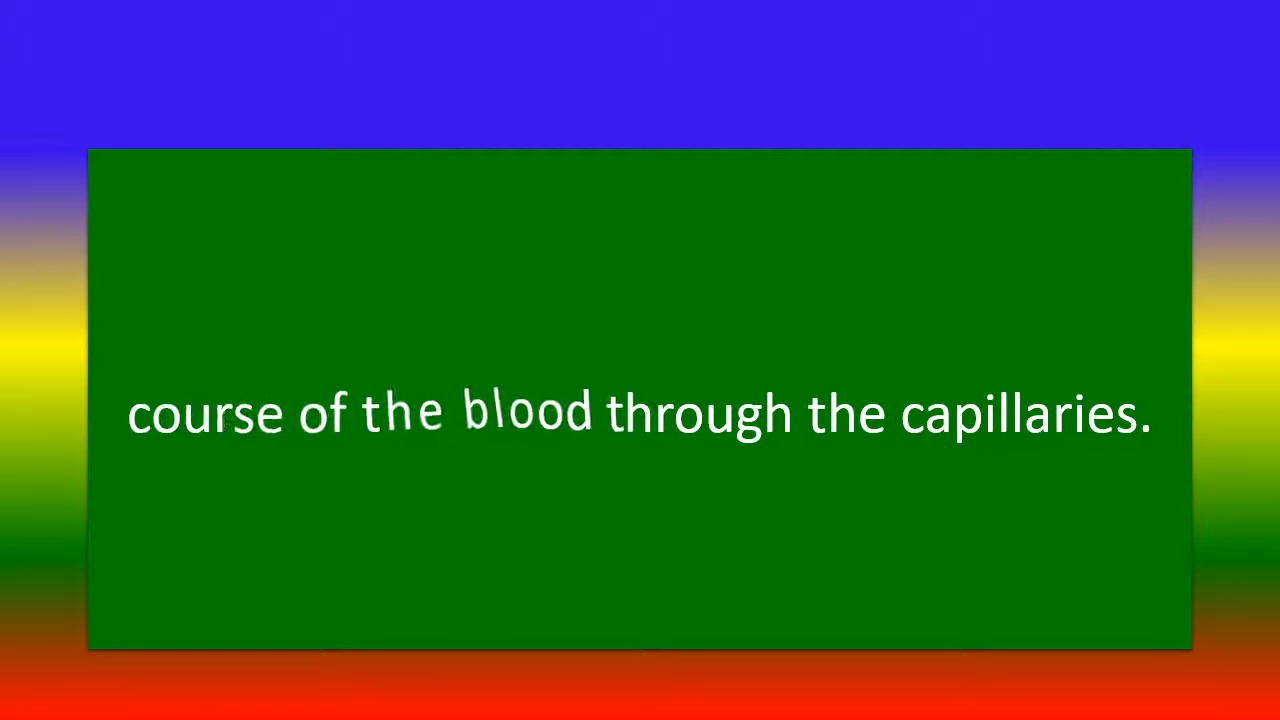 course of the blood through the capillaries.